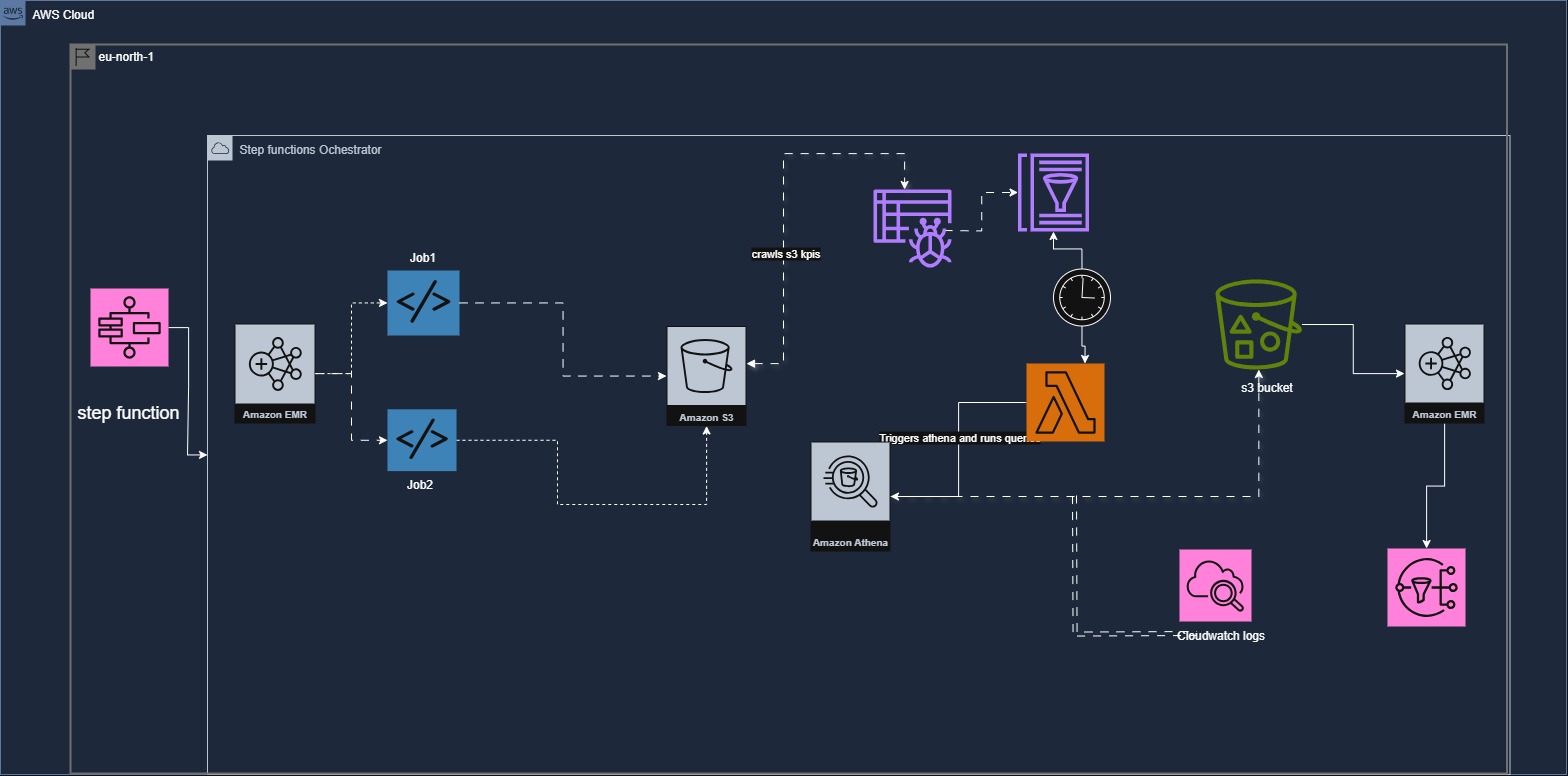 aws
AWS Cloud
eu-north-1
Step functions Ochestrator
step function
Amazon EMR
Job1
Job2
Amazon S3
crawls s3 kpis
Triggers athena and runs
Amazon Athena
s3 bucket
Amazon EMR
Cloudwatch logs